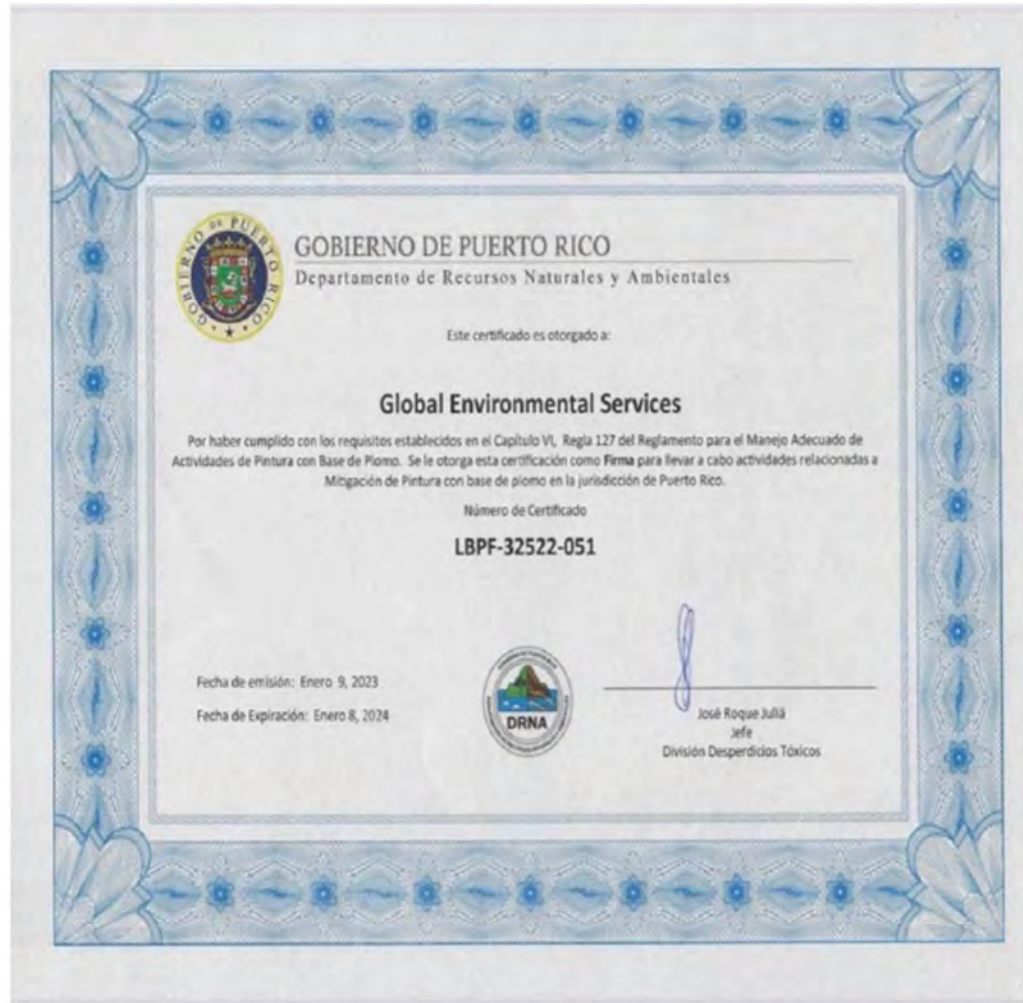 GOBIERNO DE PUERTO RICO
GOBIERNO DE PUERTO RICO
Departamento de Recursos Naturales y Ambientales
Este certificado es otorgado a:
Global Environmental Services
Por haber cumplido con los requisitos establecidos en el Capítulo VI, Regla 127 del Reglamento para el Manejo Adecuado de
Actividades de Pintura con Base de Plomo. Se le otorga esta certificación como Firma para llevar a cabo actividades relacionadas a
Mitigación de Pintura con base de plomo en la jurisdicción de Puerto Rico.
Número de Certificado
LBPF-32522-051
Fecha de emisión: Enero 9, 2023
Fecha de Expiración: Enero 8, 2024
DRNA
José Roque Juliá
Jefe
División Desperdicios Tóxicos